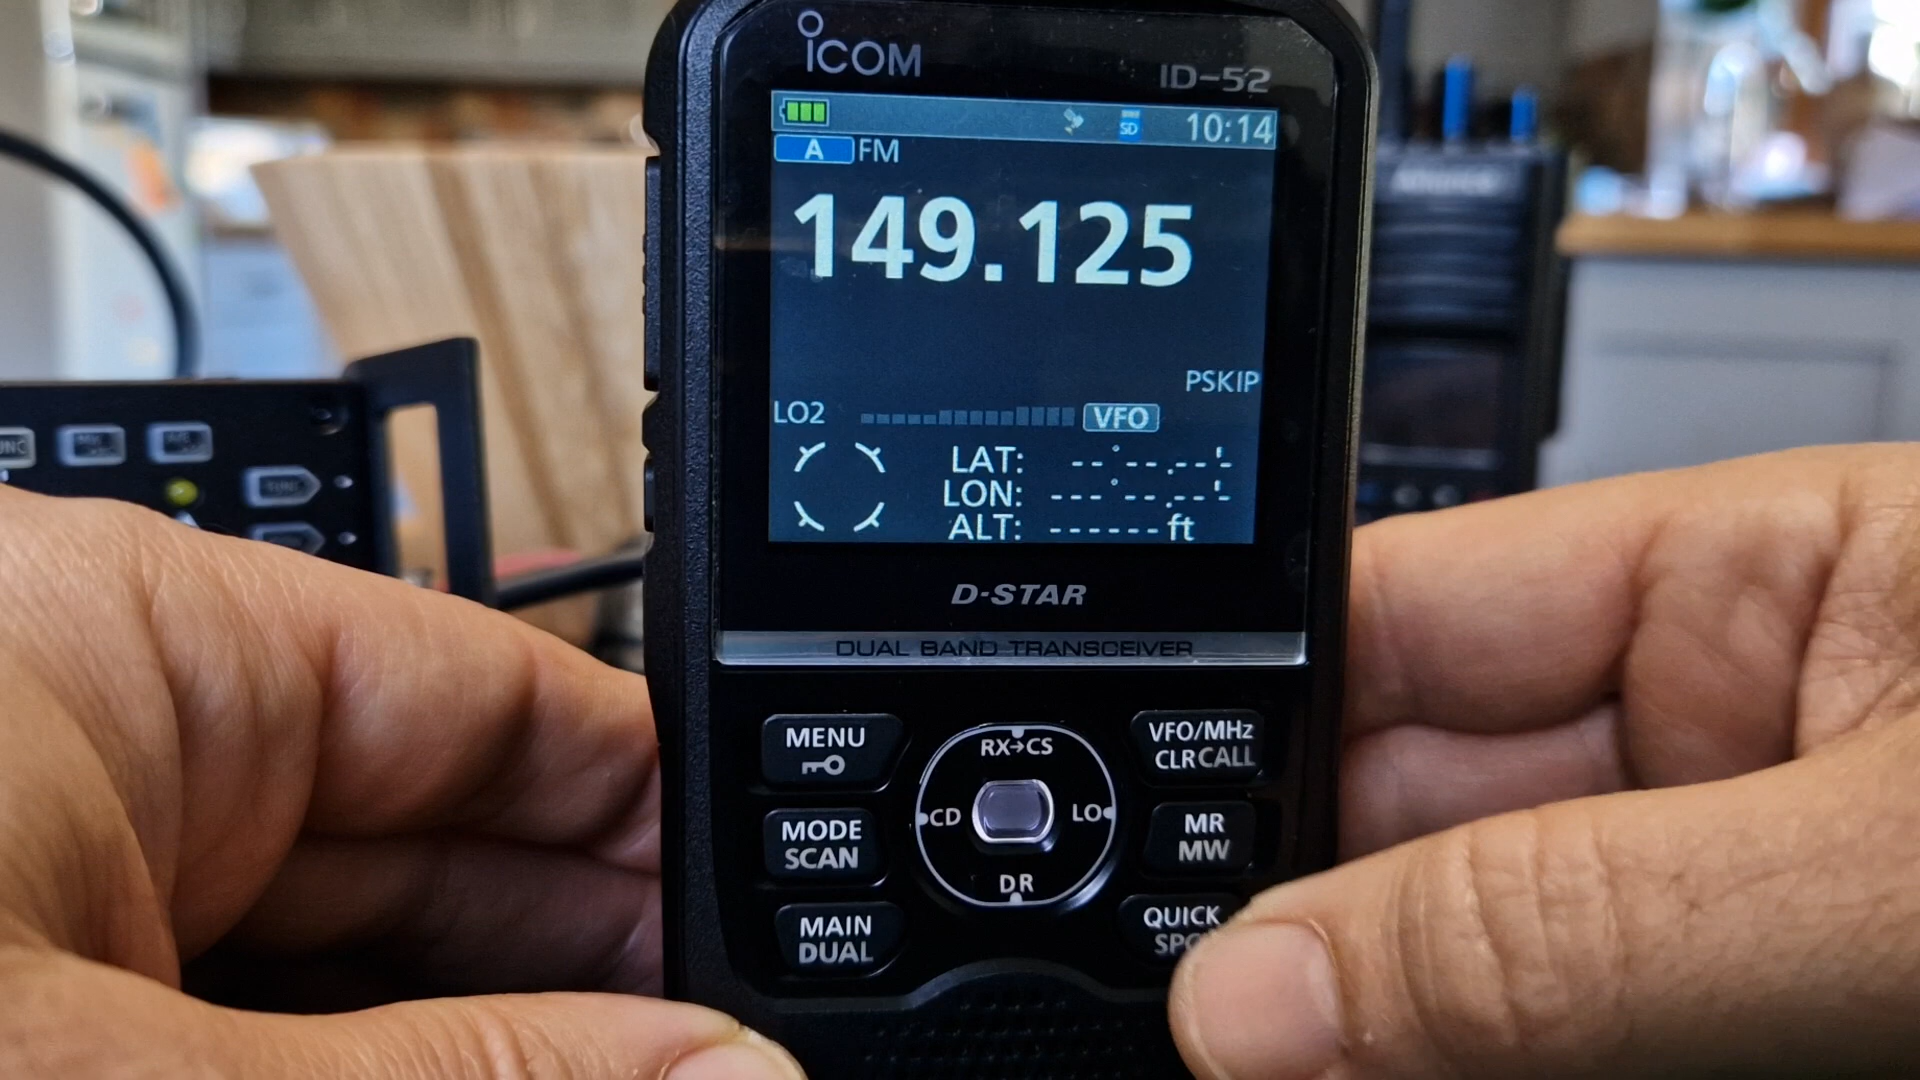 ICOM
ID-52
SD 10:14
A FM
149.125
PSKIP
LO2 VFO
LAT: --°--.--'-
LON: ---°--.--'-
ALT: ------ft
D-STAR
DUAL BAND TRANSCEIVER
MENU
RX→CS
VFO/MHz
CLR CALL
CD
LO
MODE
SCAN
MR
MW
DR
MAIN
DUAL
QUICK
FUNC